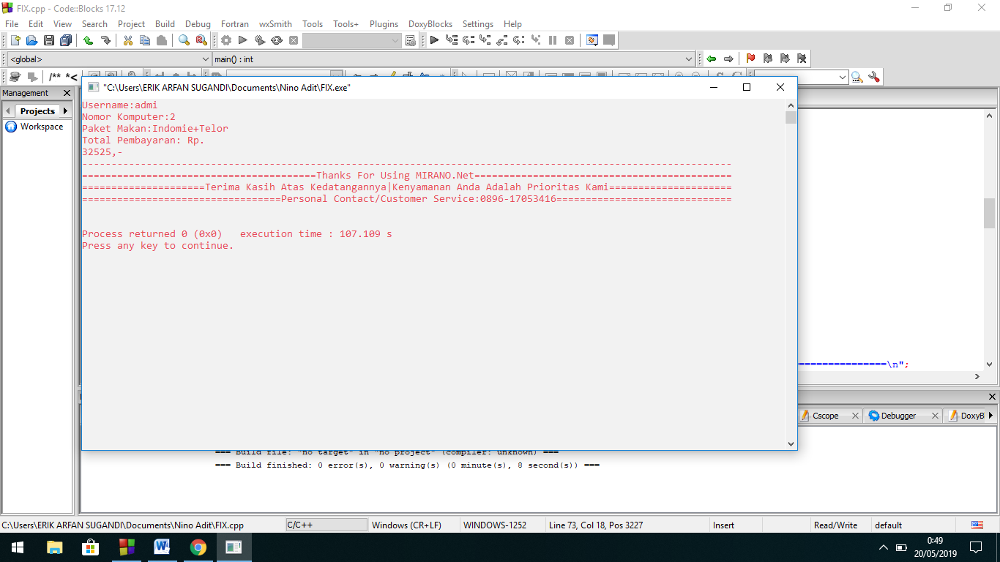 FIX.cpp - Code::Blocks 17.12
File Edit View Search Project Build Debug Fortran wxSmith Tools Tools+ Plugins DoxyBlocks Settings Help
<global> main() : int
/** *<
Management
Projects
Workspace
"C:\Users\ERIK ARFAN SUGANDI\Documents\Nino Adit\FIX.exe"
Username:admi
Nomor Komputer:2
Paket Makan:Indomie+Telor
Total Pembayaran: Rp.
32525,-
---------------------------------------------------------------------------------------------------------------
========================================Thanks For Using MIRANO.Net============================================
=====================Terima Kasih Atas Kedatangannya|Kenyamanan Anda Adalah Prioritas Kami=====================
==================================Personal Contact/Customer Service:0896-17053416==============================
Process returned 0 (0x0)   execution time : 107.109 s
Press any key to continue.
===============\n";
Cscope Debugger DoxyB
=== Build file: "no target" in "no project" (compiler: unknown) ===
=== Build finished: 0 error(s), 0 warning(s) (0 minute(s), 8 second(s)) ===
C:\Users\ERIK ARFAN SUGANDI\Documents\Nino Adit\FIX.cpp C/C++ Windows (CR+LF) WINDOWS-1252 Line 73, Col 18, Pos 3227 Insert Read/Write default
0:49
20/05/2019